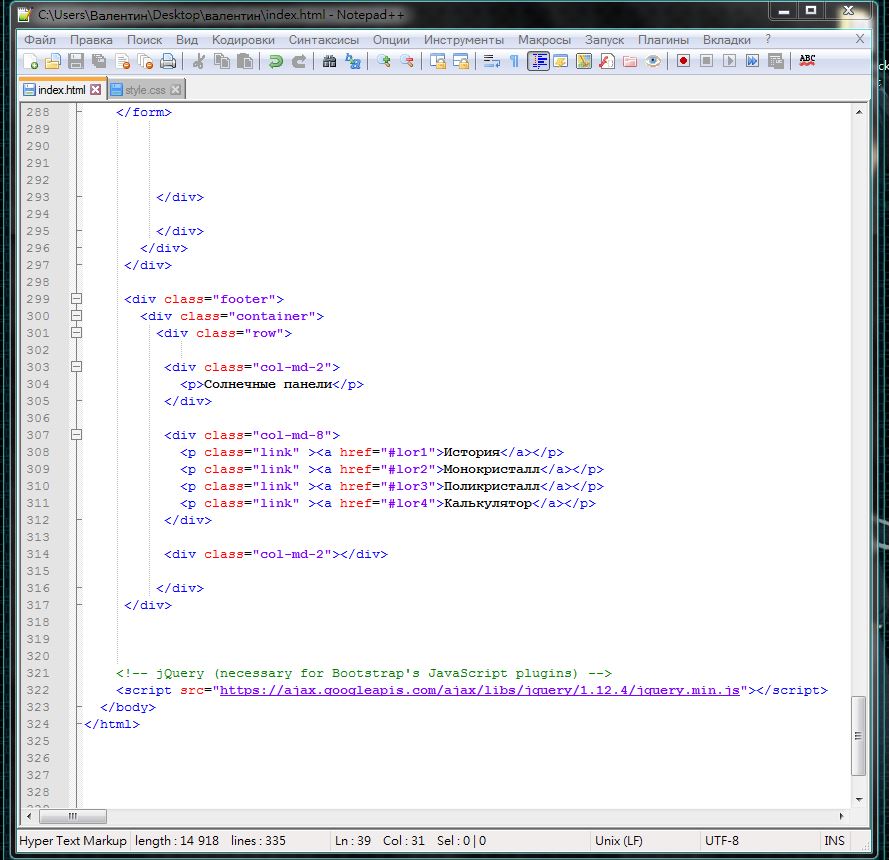 C:\Users\Валентин\Desktop\валентин\index.html - Notepad++
Файл Правка Поиск Вид Кодировки Синтаксисы Опции Инструменты Макросы Запуск Плагины Вкладки ? X
ABC
index.html style.css
288 </form>
289
290
291
292
293 </div>
294
295 </div>
296 </div>
297 </div>
298
299 <div class="footer">
300 <div class="container">
301 <div class="row">
302
303 <div class="col-md-2">
304 <p>Солнечные панели</p>
305 </div>
306
307 <div class="col-md-8">
308 <p class="link" ><a href="#lor1">История</a></p>
309 <p class="link" ><a href="#lor2">Монокристалл</a></p>
310 <p class="link" ><a href="#lor3">Поликристалл</a></p>
311 <p class="link" ><a href="#lor4">Калькулятор</a></p>
312 </div>
313
314 <div class="col-md-2"></div>
315
316 </div>
317 </div>
318
319
320
321 <!-- jQuery (necessary for Bootstrap's JavaScript plugins) -->
322 <script src="https://ajax.googleapis.com/ajax/libs/jquery/1.12.4/jquery.min.js"></script>
323 </body>
324 </html>
325
326
327
328
Hyper Text Markup length : 14 918 lines : 335 Ln : 39 Col : 31 Sel : 0 | 0 Unix (LF) UTF-8 INS